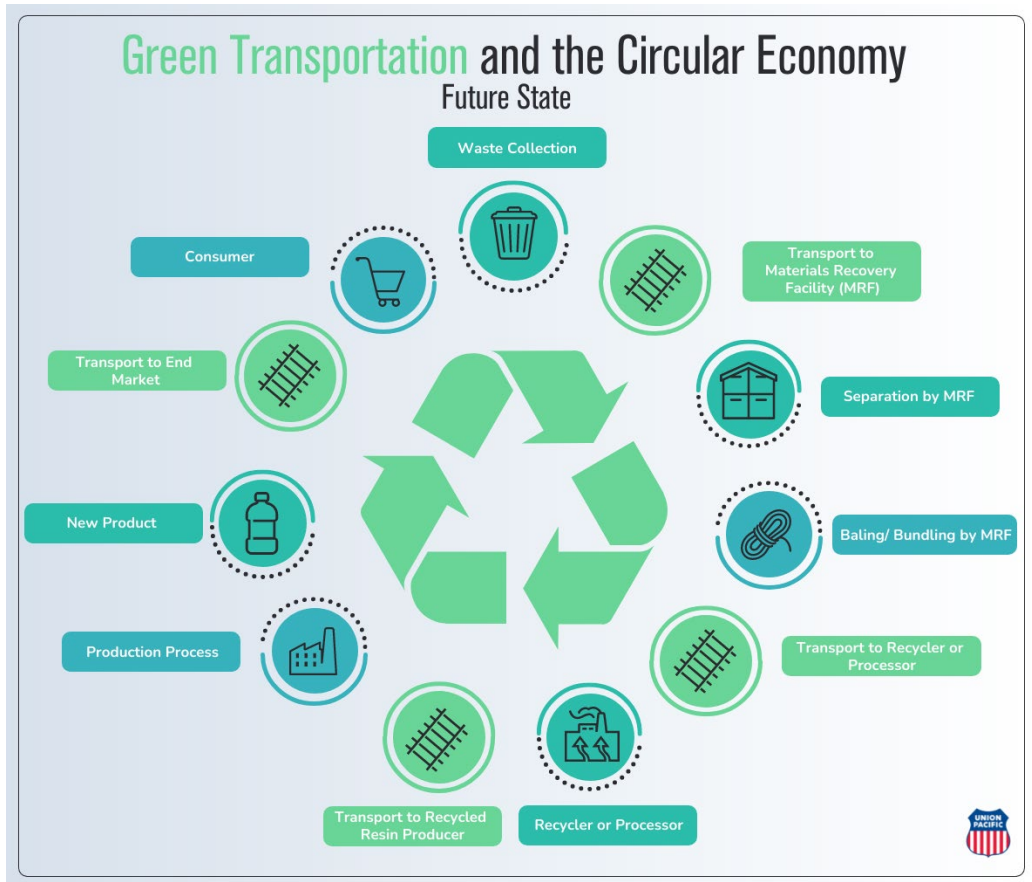 Green Transportation and the Circular Economy
Future State
Waste Collection
Transport to
Materials Recovery
Facility (MRF)
Separation by MRF
Baling/ Bundling by MRF
Transport to Recycler or
Processor
Recycler or Processor
Transport to Recycled
Resin Producer
Production Process
New Product
Transport to End
Market
Consumer
UNION
PACIFIC